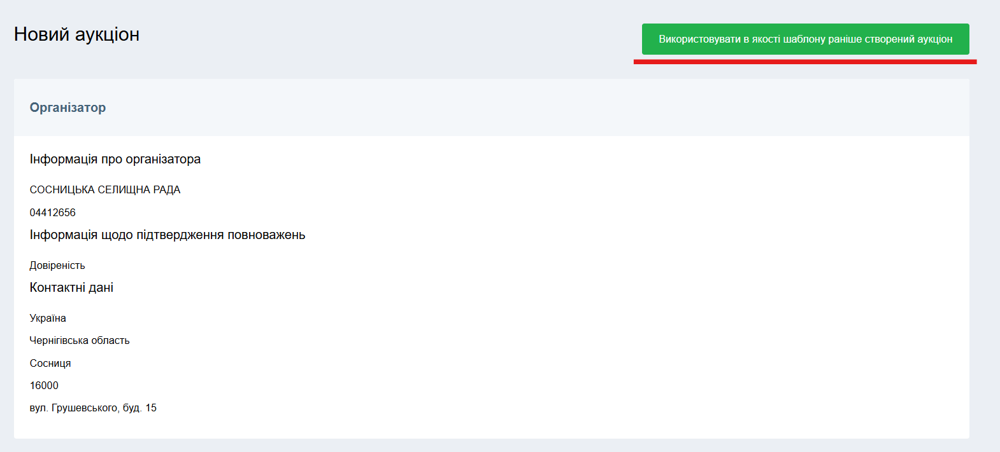 Новий аукціон
Використовувати в якості шаблону раніше створений аукціон
Організатор
Інформація про організатора
СОСНИЦЬКА СЕЛИЩНА РАДА
04412656
Інформація щодо підтвердження повноважень
Довіреність
Контактні дані
Україна
Чернігівська область
Сосниця
16000
вул. Грушевського, буд. 15